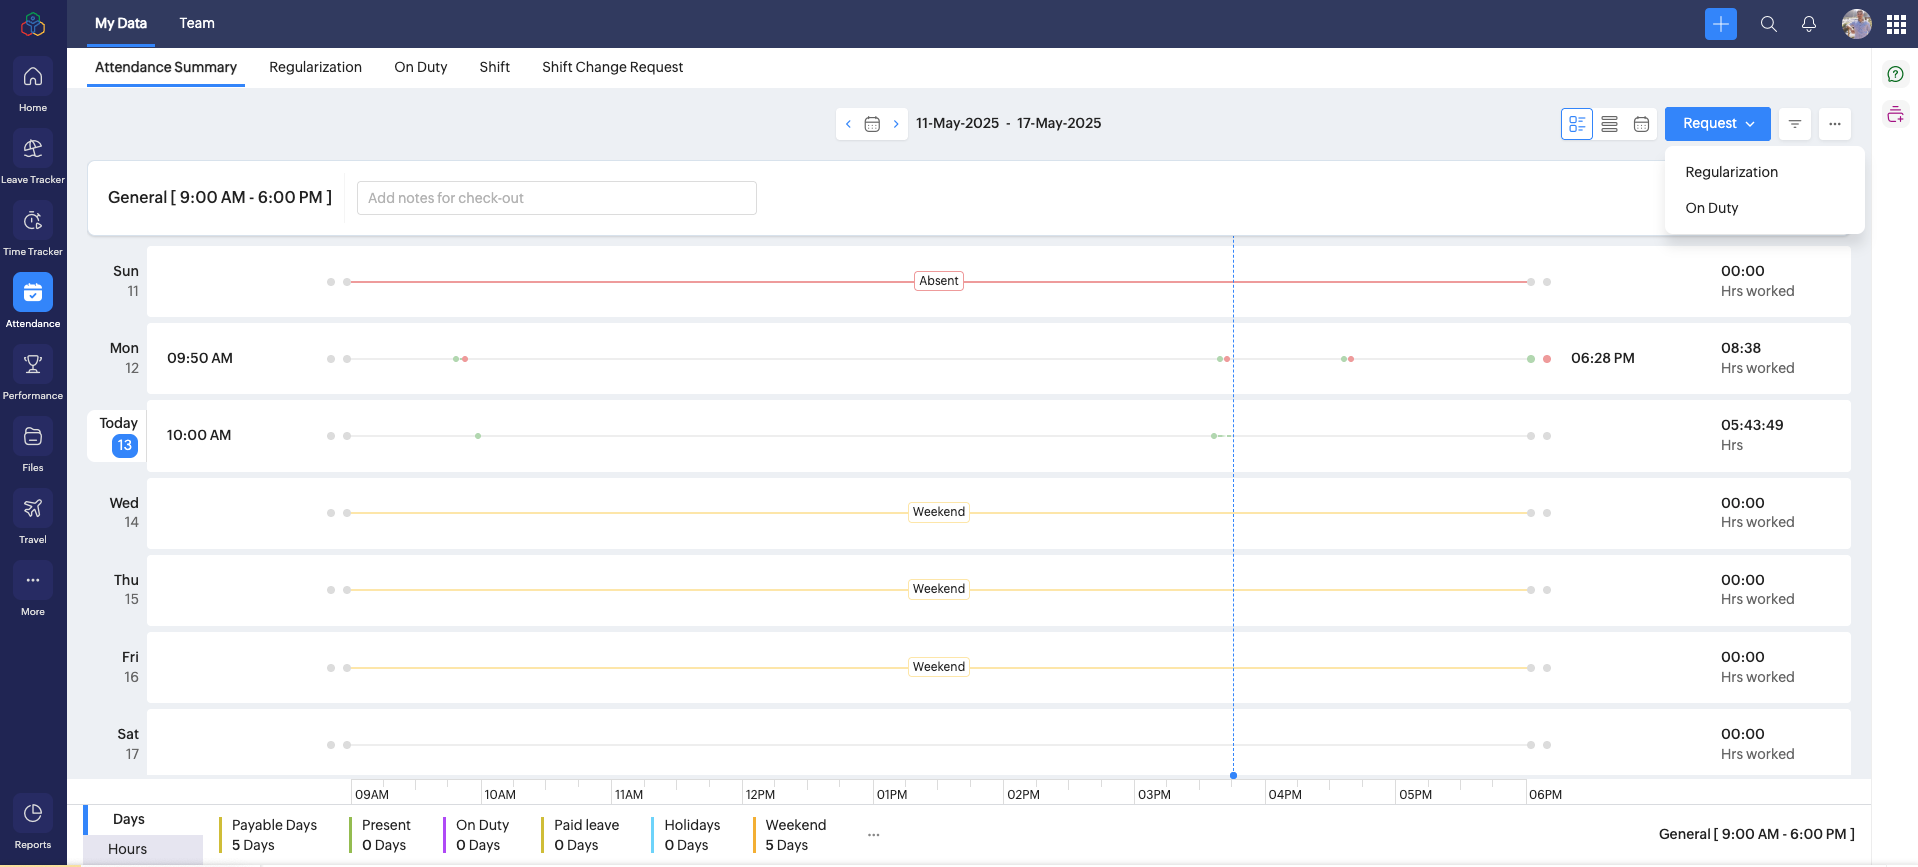 My Data
Team
Home
Leave Tracker
Time Tracker
Attendance
Performance
Files
Travel
More
Reports
Attendance Summary
Regularization
On Duty
Shift
Shift Change Request
11-May-2025 - 17-May-2025
Request
Regularization
On Duty
General [ 9:00 AM - 6:00 PM ]
Add notes for check-out
Sun
11
Absent
00:00
Hrs worked
Mon
12
09:50 AM
06:28 PM
08:38
Hrs worked
Today
13
10:00 AM
05:43:49
Hrs
Wed
14
Weekend
00:00
Hrs worked
Thu
15
Weekend
00:00
Hrs worked
Fri
16
Weekend
00:00
Hrs worked
Sat
17
00:00
Hrs worked
09AM
10AM
11AM
12PM
01PM
02PM
03PM
04PM
05PM
06PM
Days
Hours
Payable Days
5 Days
Present
0 Days
On Duty
0 Days
Paid leave
0 Days
Holidays
0 Days
Weekend
5 Days
General [ 9:00 AM - 6:00 PM ]